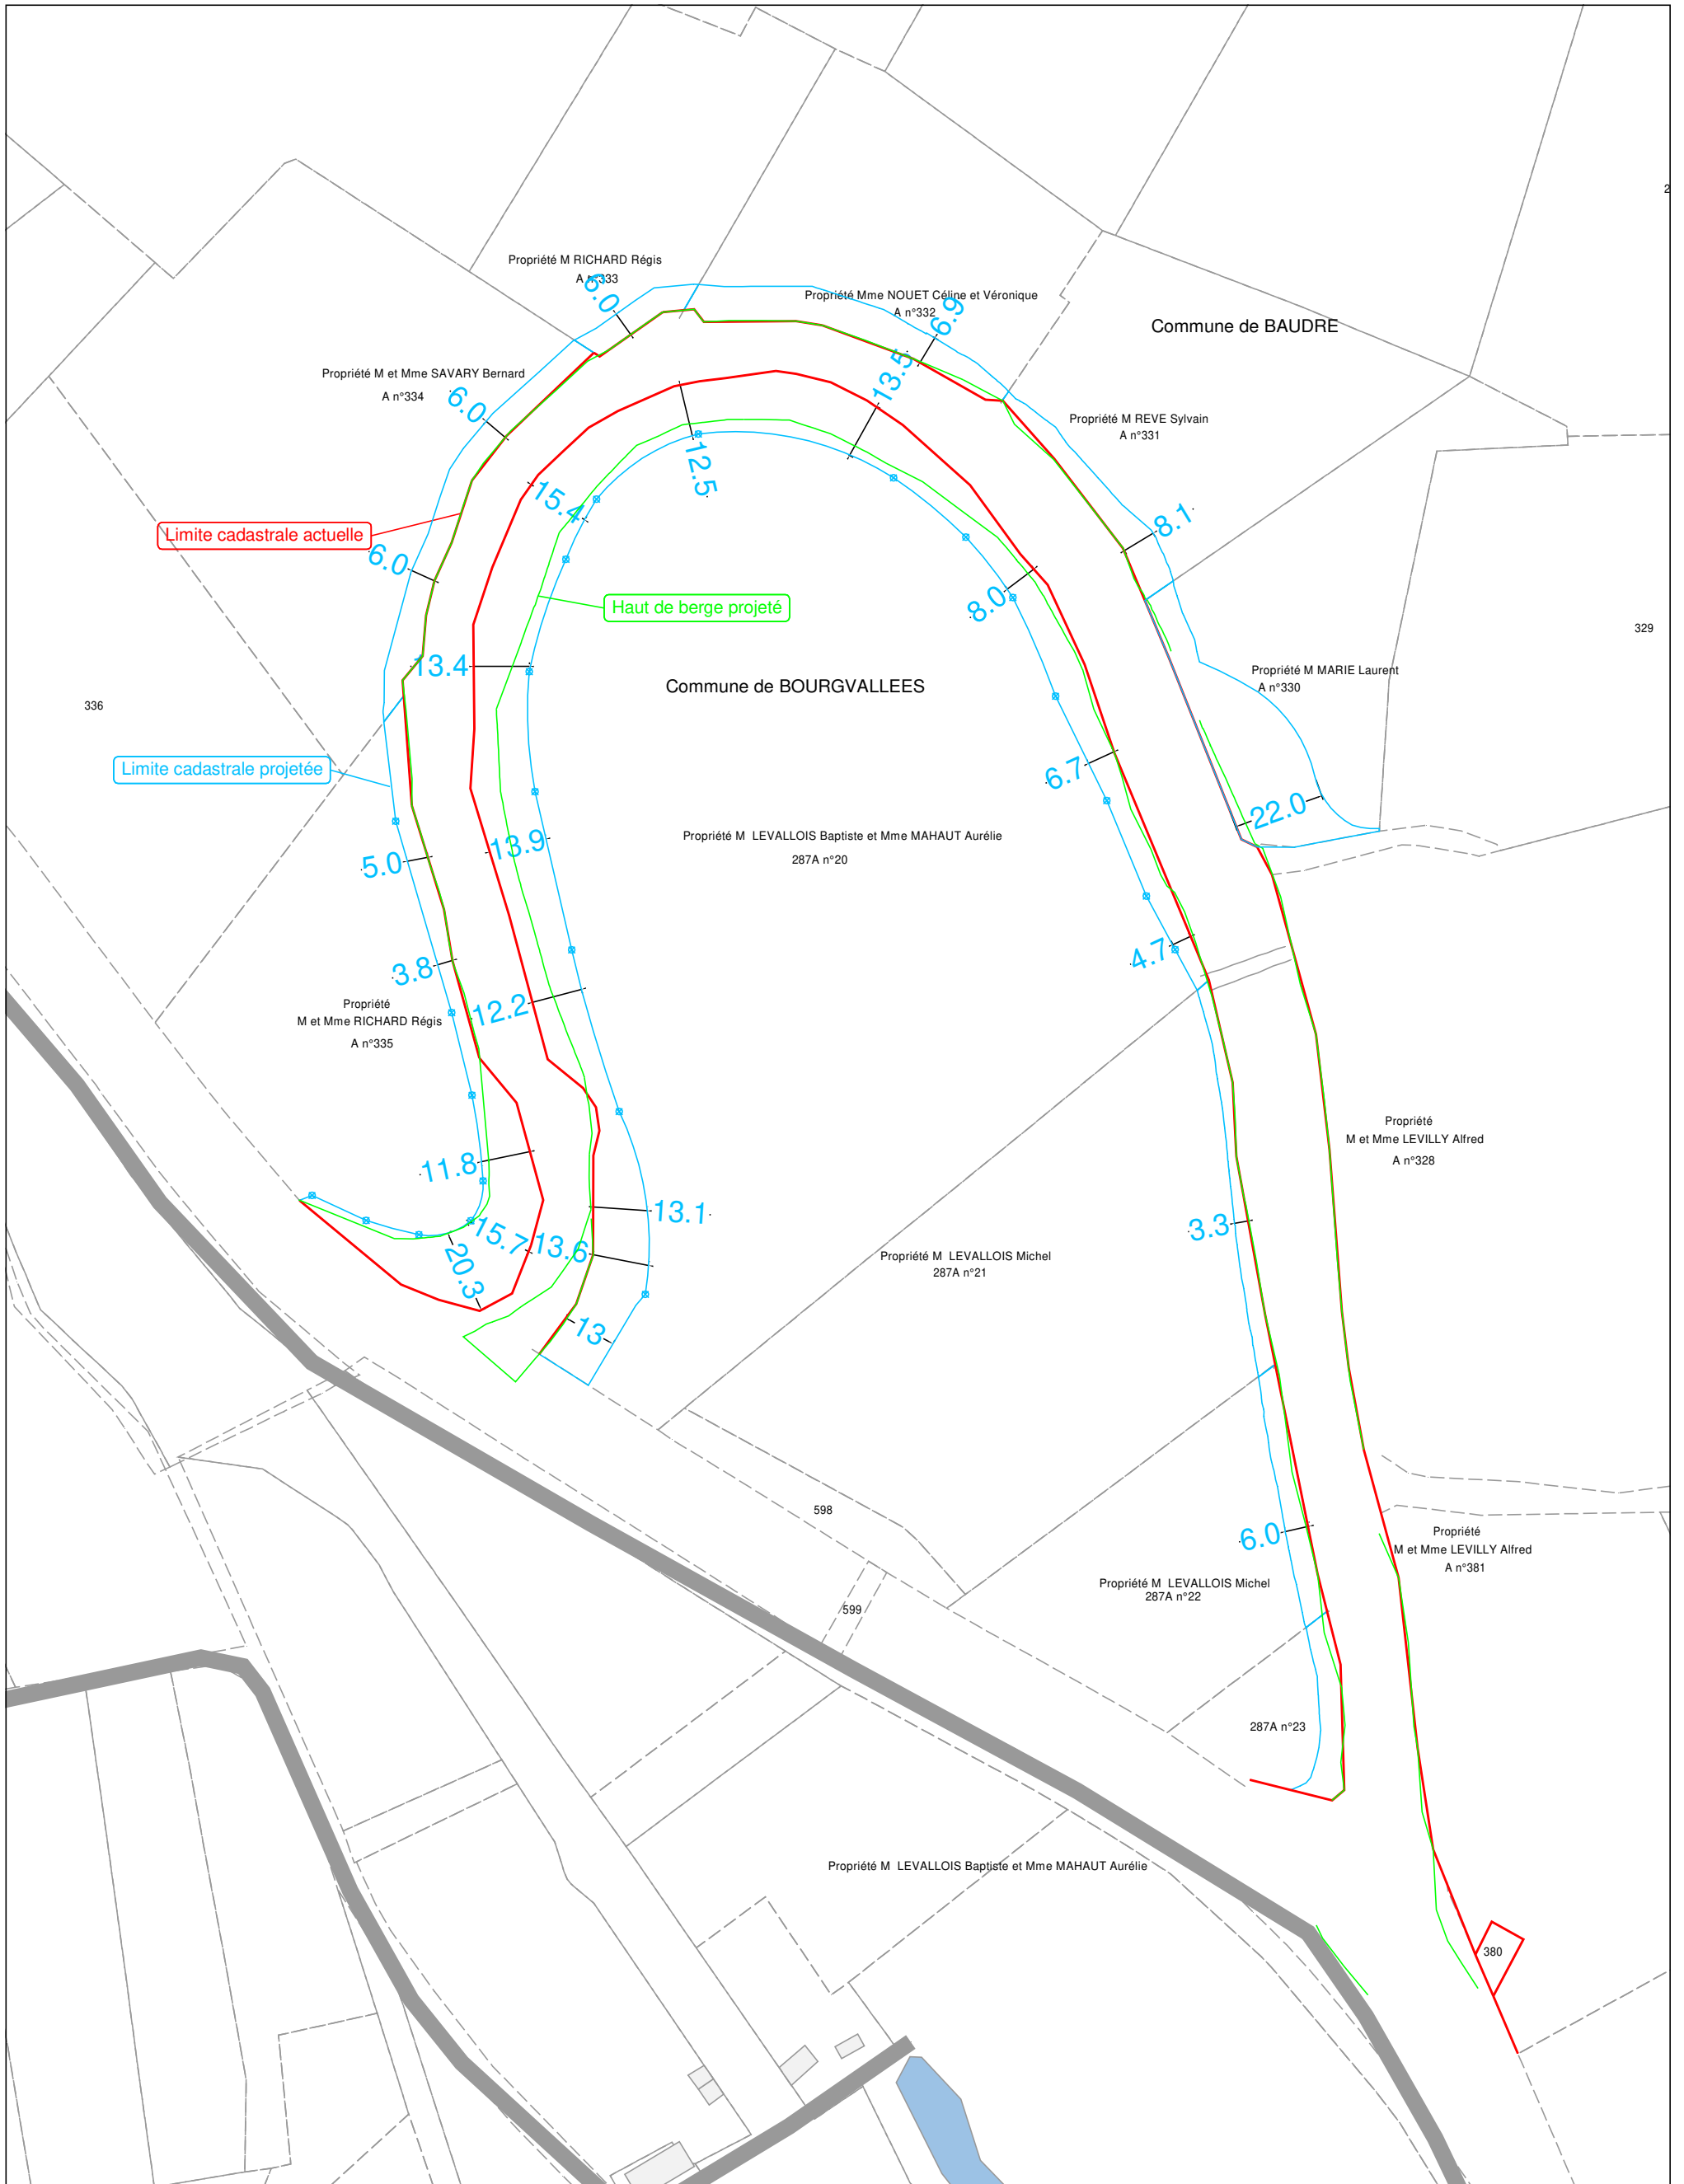 2
Propriété M RICHARD Régis
A n°333
6.0
Propriété Mme NOUET Céline et Véronique
A n°332
6.9
Commune de BAUDRE
13.5
Propriété M et Mme SAVARY Bernard
A n°334
6.0
Propriété M REVE Sylvain
A n°331
12.5
15.4
8.1
Limite cadastrale actuelle
6.0
Haut de berge projeté
8.0
329
13.4
Commune de BOURGVALLEES
Propriété M MARIE Laurent
A n°330
336
Limite cadastrale projetée
6.7
22.0
Propriété M LEVALLOIS Baptiste et Mme MAHAUT Aurélie
287A n°20
13.9
5.0
4.7
3.8
12.2
Propriété
M et Mme RICHARD Régis
A n°335
Propriété
M et Mme LEVILLY Alfred
A n°328
11.8
13.1
3.3
15.7
13.6
20.3
Propriété M LEVALLOIS Michel
287A n°21
13
598
6.0
Propriété
M et Mme LEVILLY Alfred
A n°381
Propriété M LEVALLOIS Michel
287A n°22
599
287A n°23
Propriété M LEVALLOIS Baptiste et Mme MAHAUT Aurélie
380